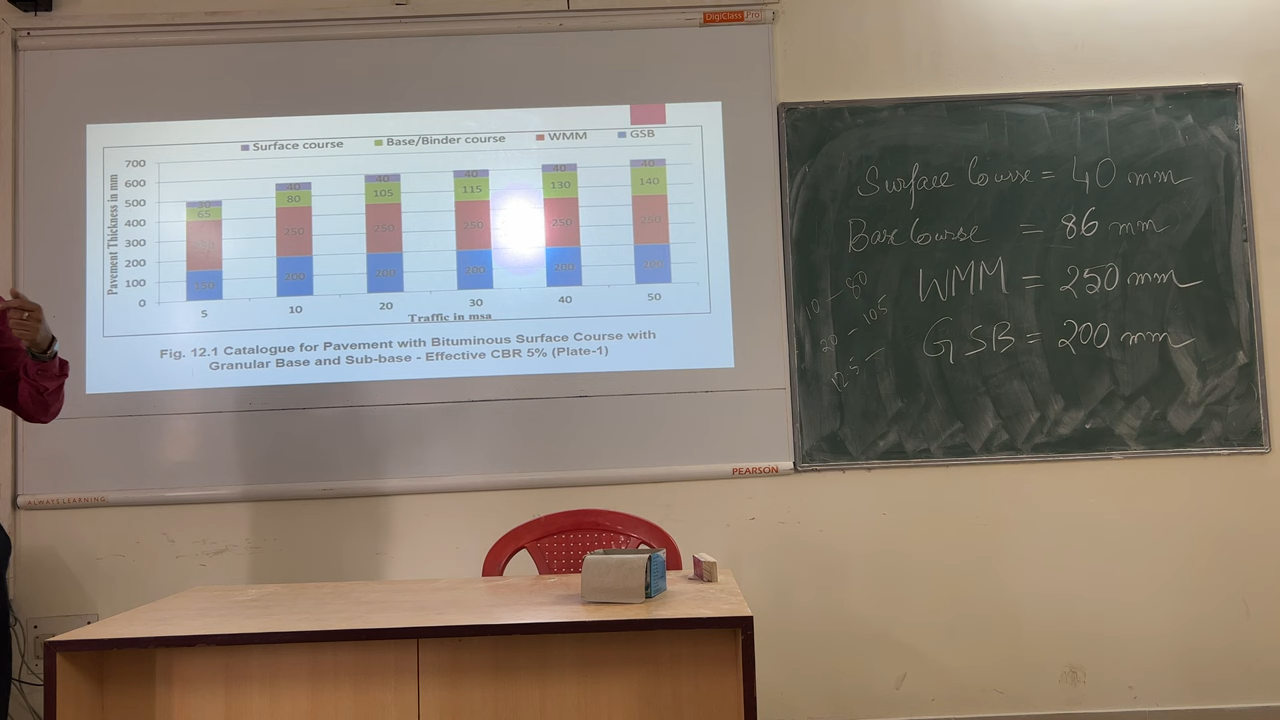 DigiClass Pro
Surface course Base/Binder course WMM GSB
Pavement Thickness in mm
700
600
500
400
300
200
100
0
30 40 40 40 40 40
65 80 105 115 130 140
250 250 250 250 250
150 200 200 200 200 200
5 10 20 30 40 50
Traffic in msa
Fig. 12.1 Catalogue for Pavement with Bituminous Surface Course with
Granular Base and Sub-base - Effective CBR 5% (Plate-1)
ALWAYS LEARNING
PEARSON
Surface Course = 40 mm
Base Course = 86 mm
WMM = 250 mm
GSB = 200 mm
10 - 80
20 - 105
12.5 -